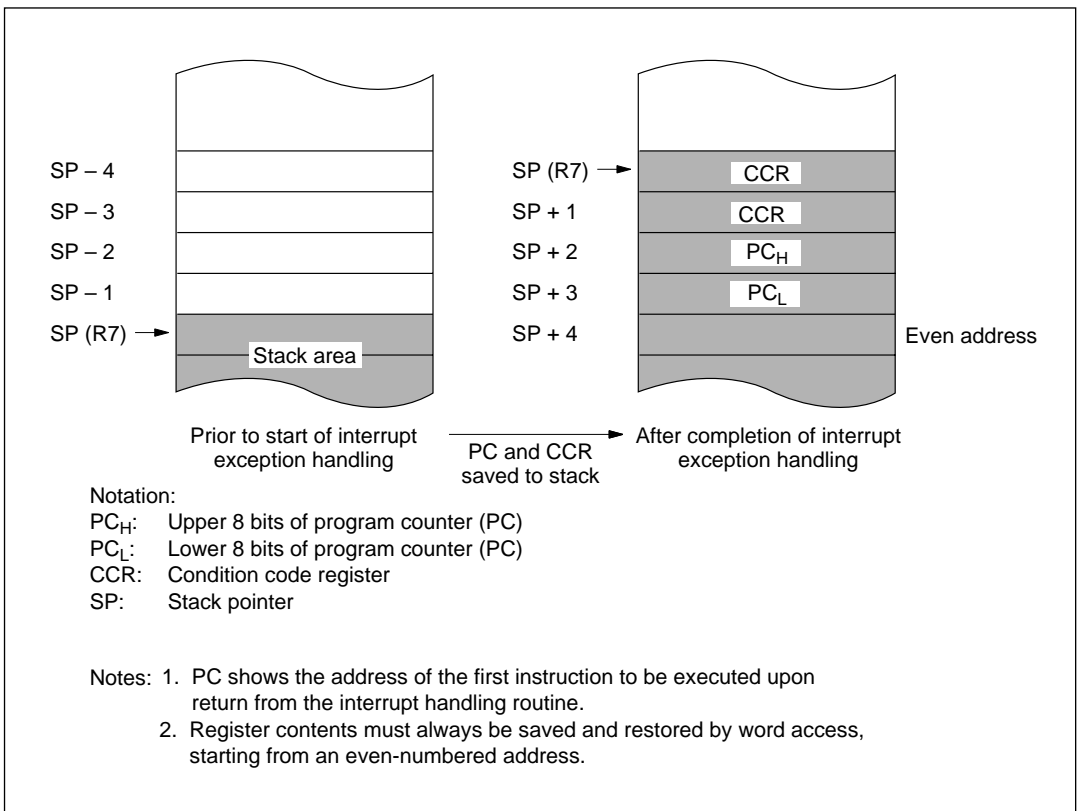 SP – 4
SP – 3
SP – 2
SP – 1
SP (R7)
Stack area
SP (R7)
SP + 1
SP + 2
SP + 3
SP + 4
CCR
CCR
PCH
PCL
Even address
Prior to start of interrupt
exception handling
PC and CCR
saved to stack
After completion of interrupt
exception handling
Notation:
PCH: Upper 8 bits of program counter (PC)
PCL: Lower 8 bits of program counter (PC)
CCR: Condition code register
SP: Stack pointer
Notes: 1. PC shows the address of the first instruction to be executed upon
return from the interrupt handling routine.
2. Register contents must always be saved and restored by word access,
starting from an even-numbered address.